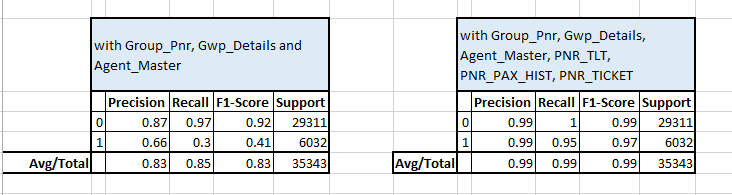 with Group_Pnr, Gwp_Details and
Agent_Master
Precision Recall F1-Score Support
0 0.87 0.97 0.92 29311
1 0.66 0.3 0.41 6032
Avg/Total 0.83 0.85 0.83 35343
with Group_Pnr, Gwp_Details,
Agent_Master, PNR_TLT,
PNR_PAX_HIST, PNR_TICKET
Precision Recall F1-Score Support
0 0.99 1 0.99 29311
1 0.99 0.95 0.97 6032
Avg/Total 0.99 0.99 0.99 35343